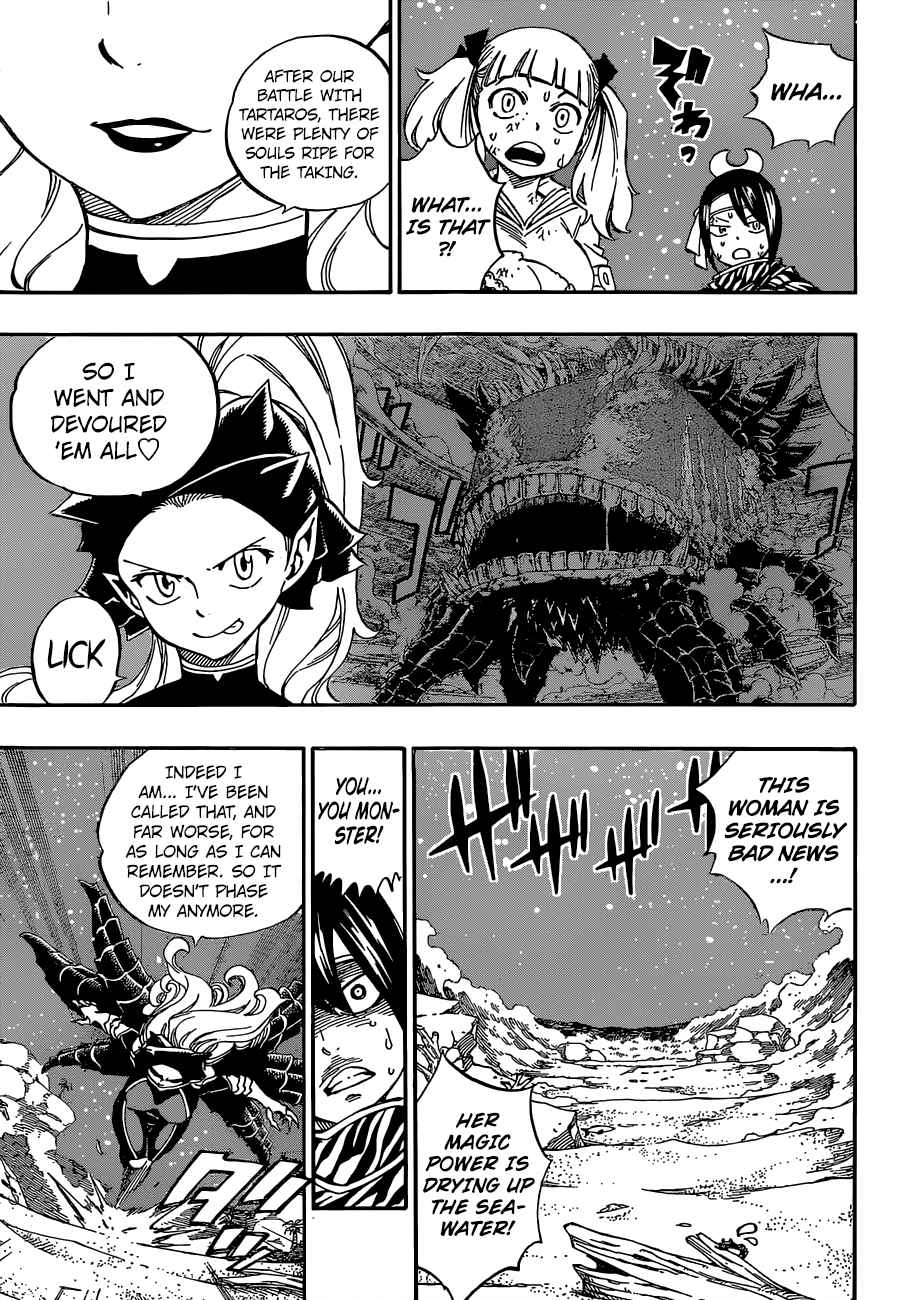 WHA...
ぞわっ
WHAT...
IS THAT
?!
AFTER OUR
BATTLE WITH
TARTAROS, THERE
WERE PLENTY OF
SOULS RIPE FOR
THE TAKING.
SO I
WENT AND
DEVOURED
'EM ALL♡
LICK
THIS
WOMAN IS
SERIOUSLY
BAD NEWS
...!
HER
MAGIC
POWER IS
DRYING UP
THE SEA-
WATER!
YOU...
YOU MON-
STER!
INDEED I
AM... I'VE BEEN
CALLED THAT, AND
FAR WORSE, FOR
AS LONG AS I CAN
REMEMBER. SO IT
DOESN'T PHASE
MY ANYMORE.